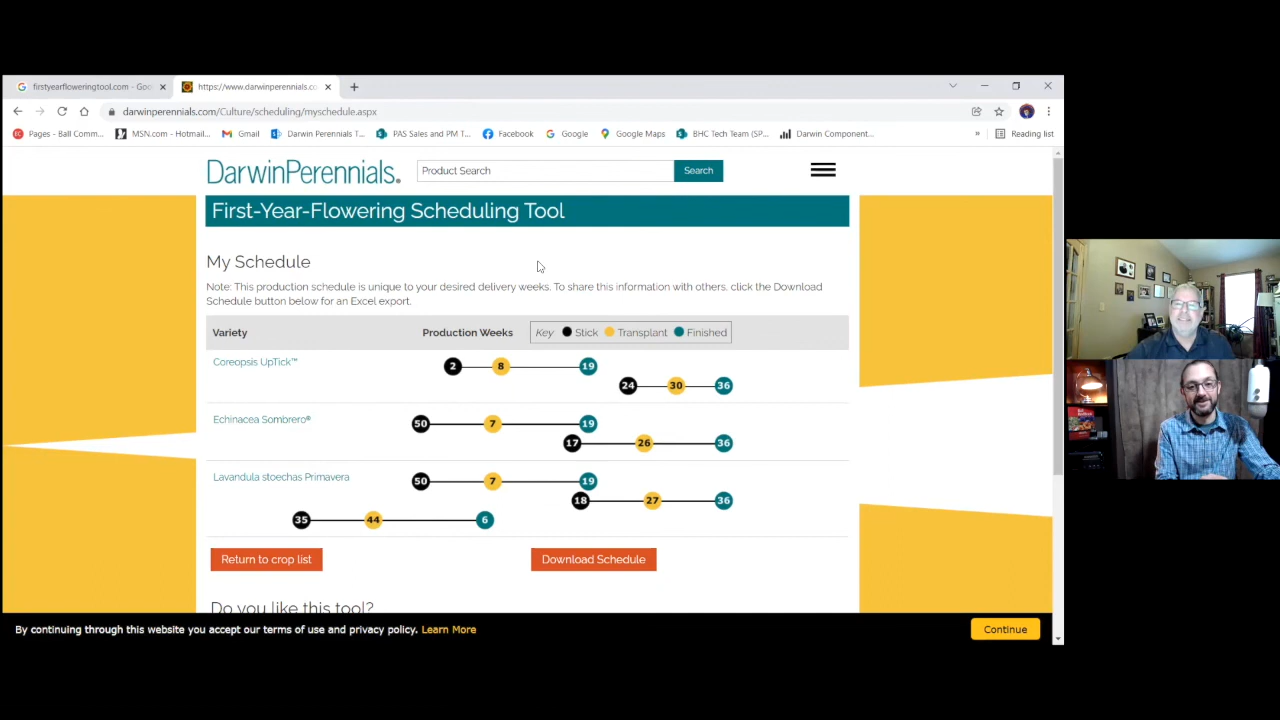 firstyearfloweringtool.com - Goo
https://www.darwinperennials.co
darwinperennials.com/Culture/scheduling/myschedule.aspx
Pages - Ball Comm... MSN.com - Hotmail... Gmail Darwin Perennials T... PAS Sales and PM T... Facebook Google Google Maps BHC Tech Team (SP... Darwin Component... » Reading list
DarwinPerennials® Product Search Search
First-Year-Flowering Scheduling Tool
My Schedule
Note: This production schedule is unique to your desired delivery weeks. To share this information with others, click the Download
Schedule button below for an Excel export.
Variety Production Weeks Key Stick Transplant Finished
Coreopsis UpTick™ 2 8 19
24 30 36
Echinacea Sombrero® 50 7 19
17 26 36
Lavandula stoechas Primavera 50 7 19
18 27 36
35 44 6
Return to crop list Download Schedule
Do you like this tool?
By continuing through this website you accept our terms of use and privacy policy. Learn More Continue